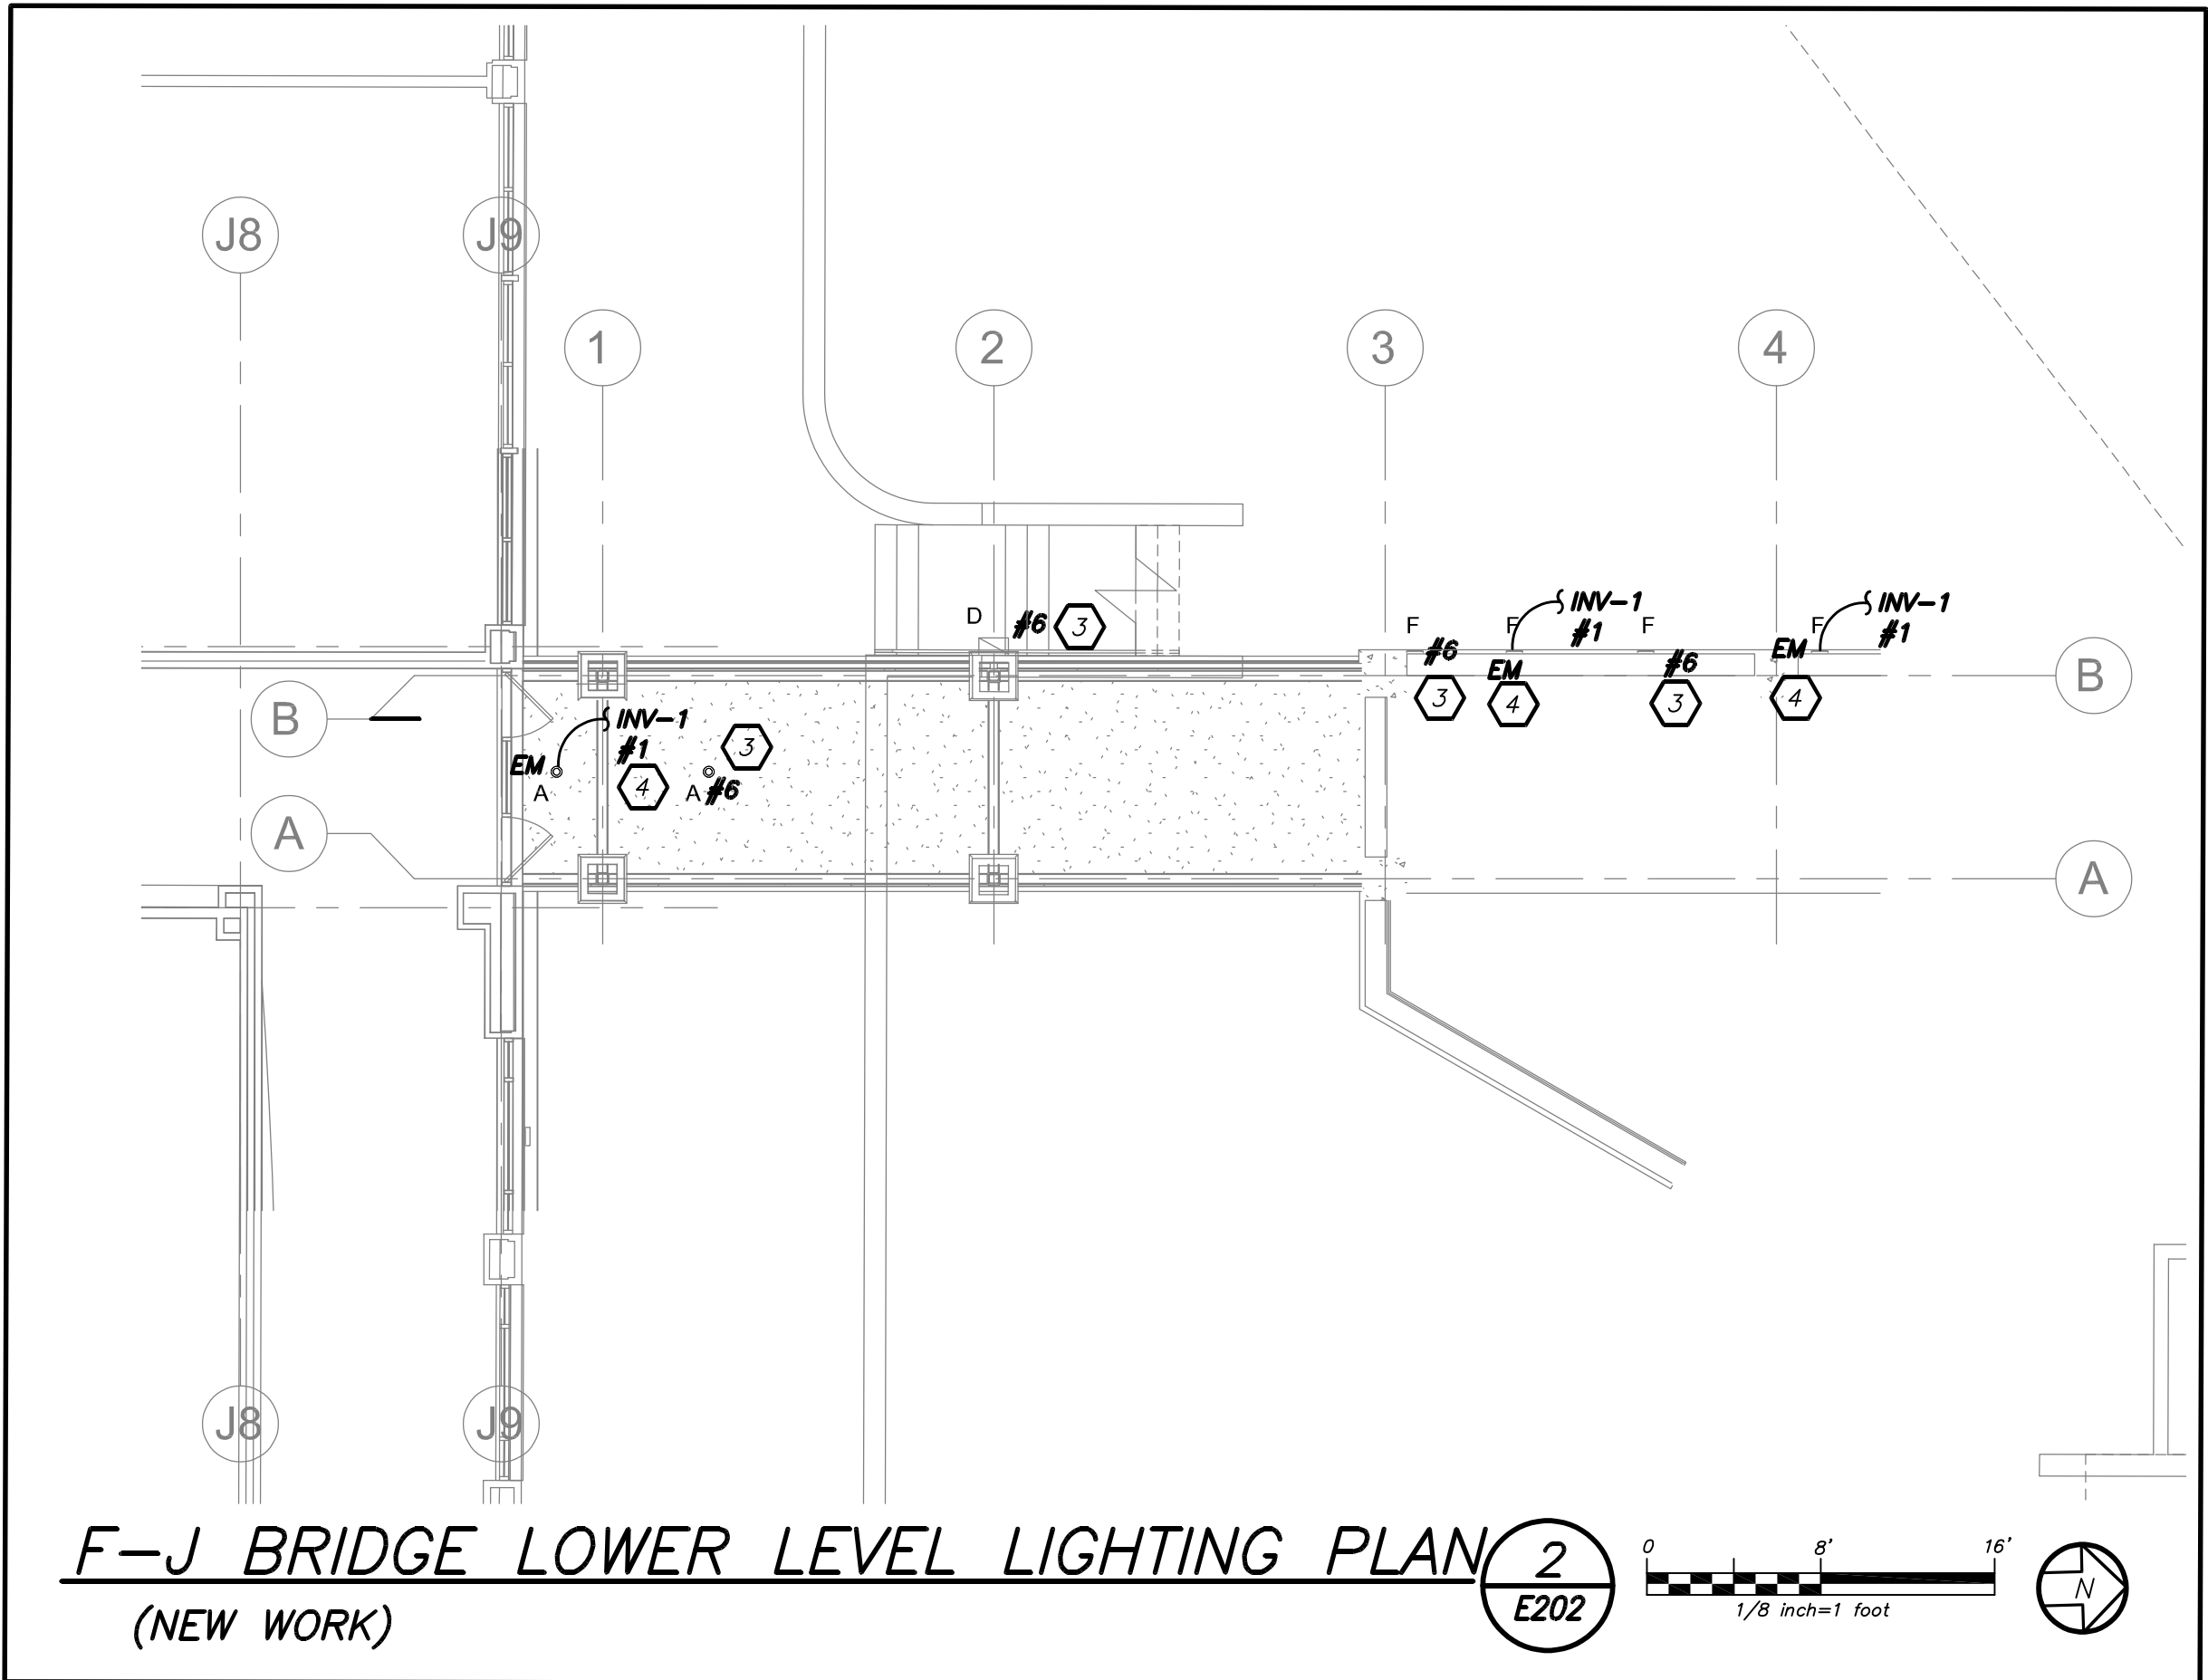 J8
J9
1
2
3
4
D
#6
3
F
#6
3
F
INV-1
#1
EM
4
F
#6
3
F
INV-1
#1
EM
4
B
B
INV-1
#1
EM
A
4
3
A
#6
A
A
J8
J9
F-J BRIDGE LOWER LEVEL LIGHTING PLAN
(NEW WORK)
2
E202
0 8' 16'
1/8 inch=1 foot
N